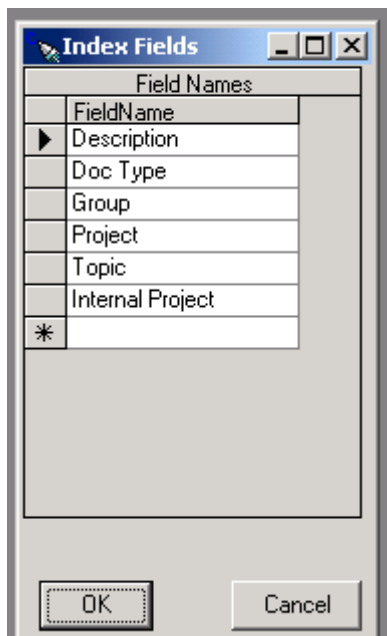 Index Fields
Field Names
FieldName
Description
Doc Type
Group
Project
Topic
Internal Project
OK
Cancel